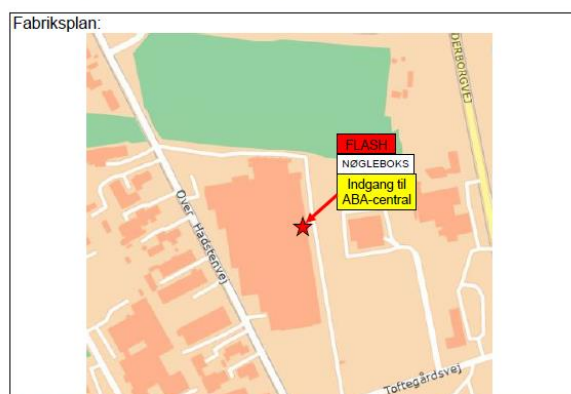 Fabriksplan:
DERBORGVEJ
FLASH
NØGLEBOKS
Indgang til
ABA-central
Over Hadstenvej
Toftegårdsvej